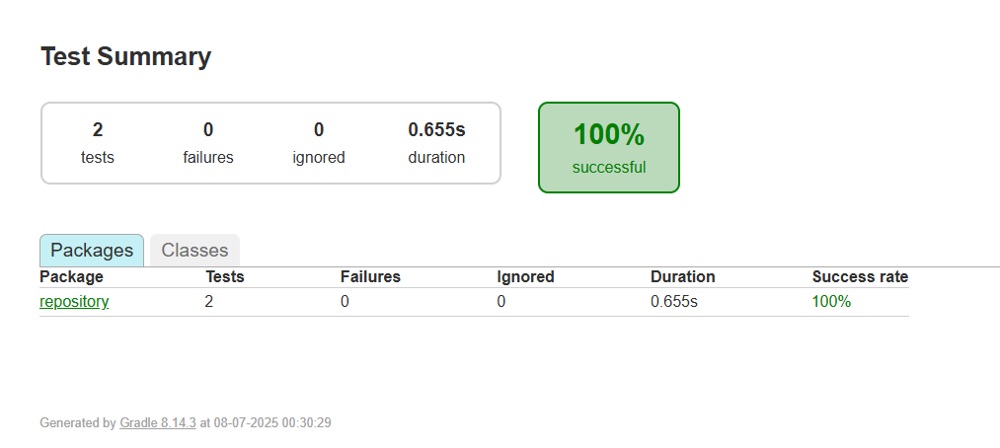 Test Summary
2 0 0 0.655s
tests failures ignored duration
100%
successful
Packages Classes
Package Tests Failures Ignored Duration Success rate
repository 2 0 0 0.655s 100%
Generated by Gradle 8.14.3 at 08-07-2025 00:30:29